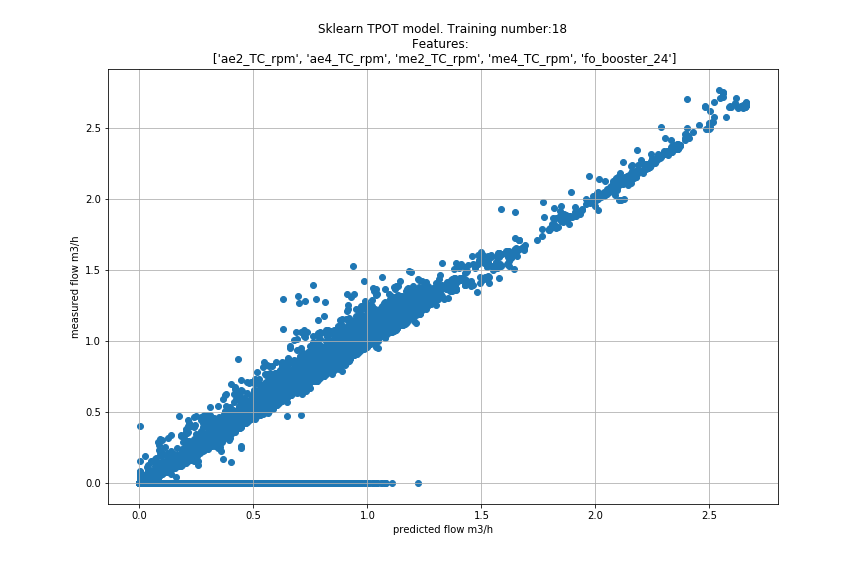 Sklearn TPOT model. Training number:18
Features:
['ae2_TC_rpm', 'ae4_TC_rpm', 'me2_TC_rpm', 'me4_TC_rpm', 'fo_booster_24']
measured flow m3/h
2.5
2.0
1.5
1.0
0.5
0.0
0.0 0.5 1.0 1.5 2.0 2.5
predicted flow m3/h